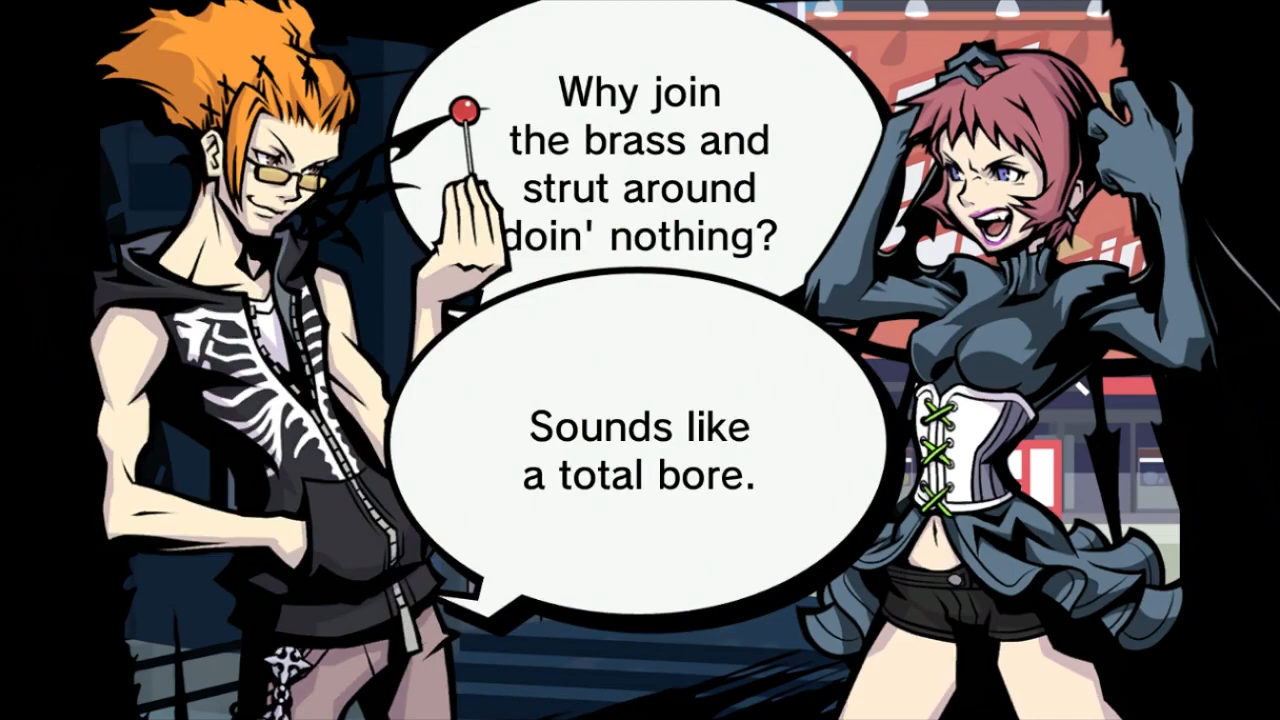 Why join
the brass and
strut around
doin' nothing?
Sounds like
a total bore.